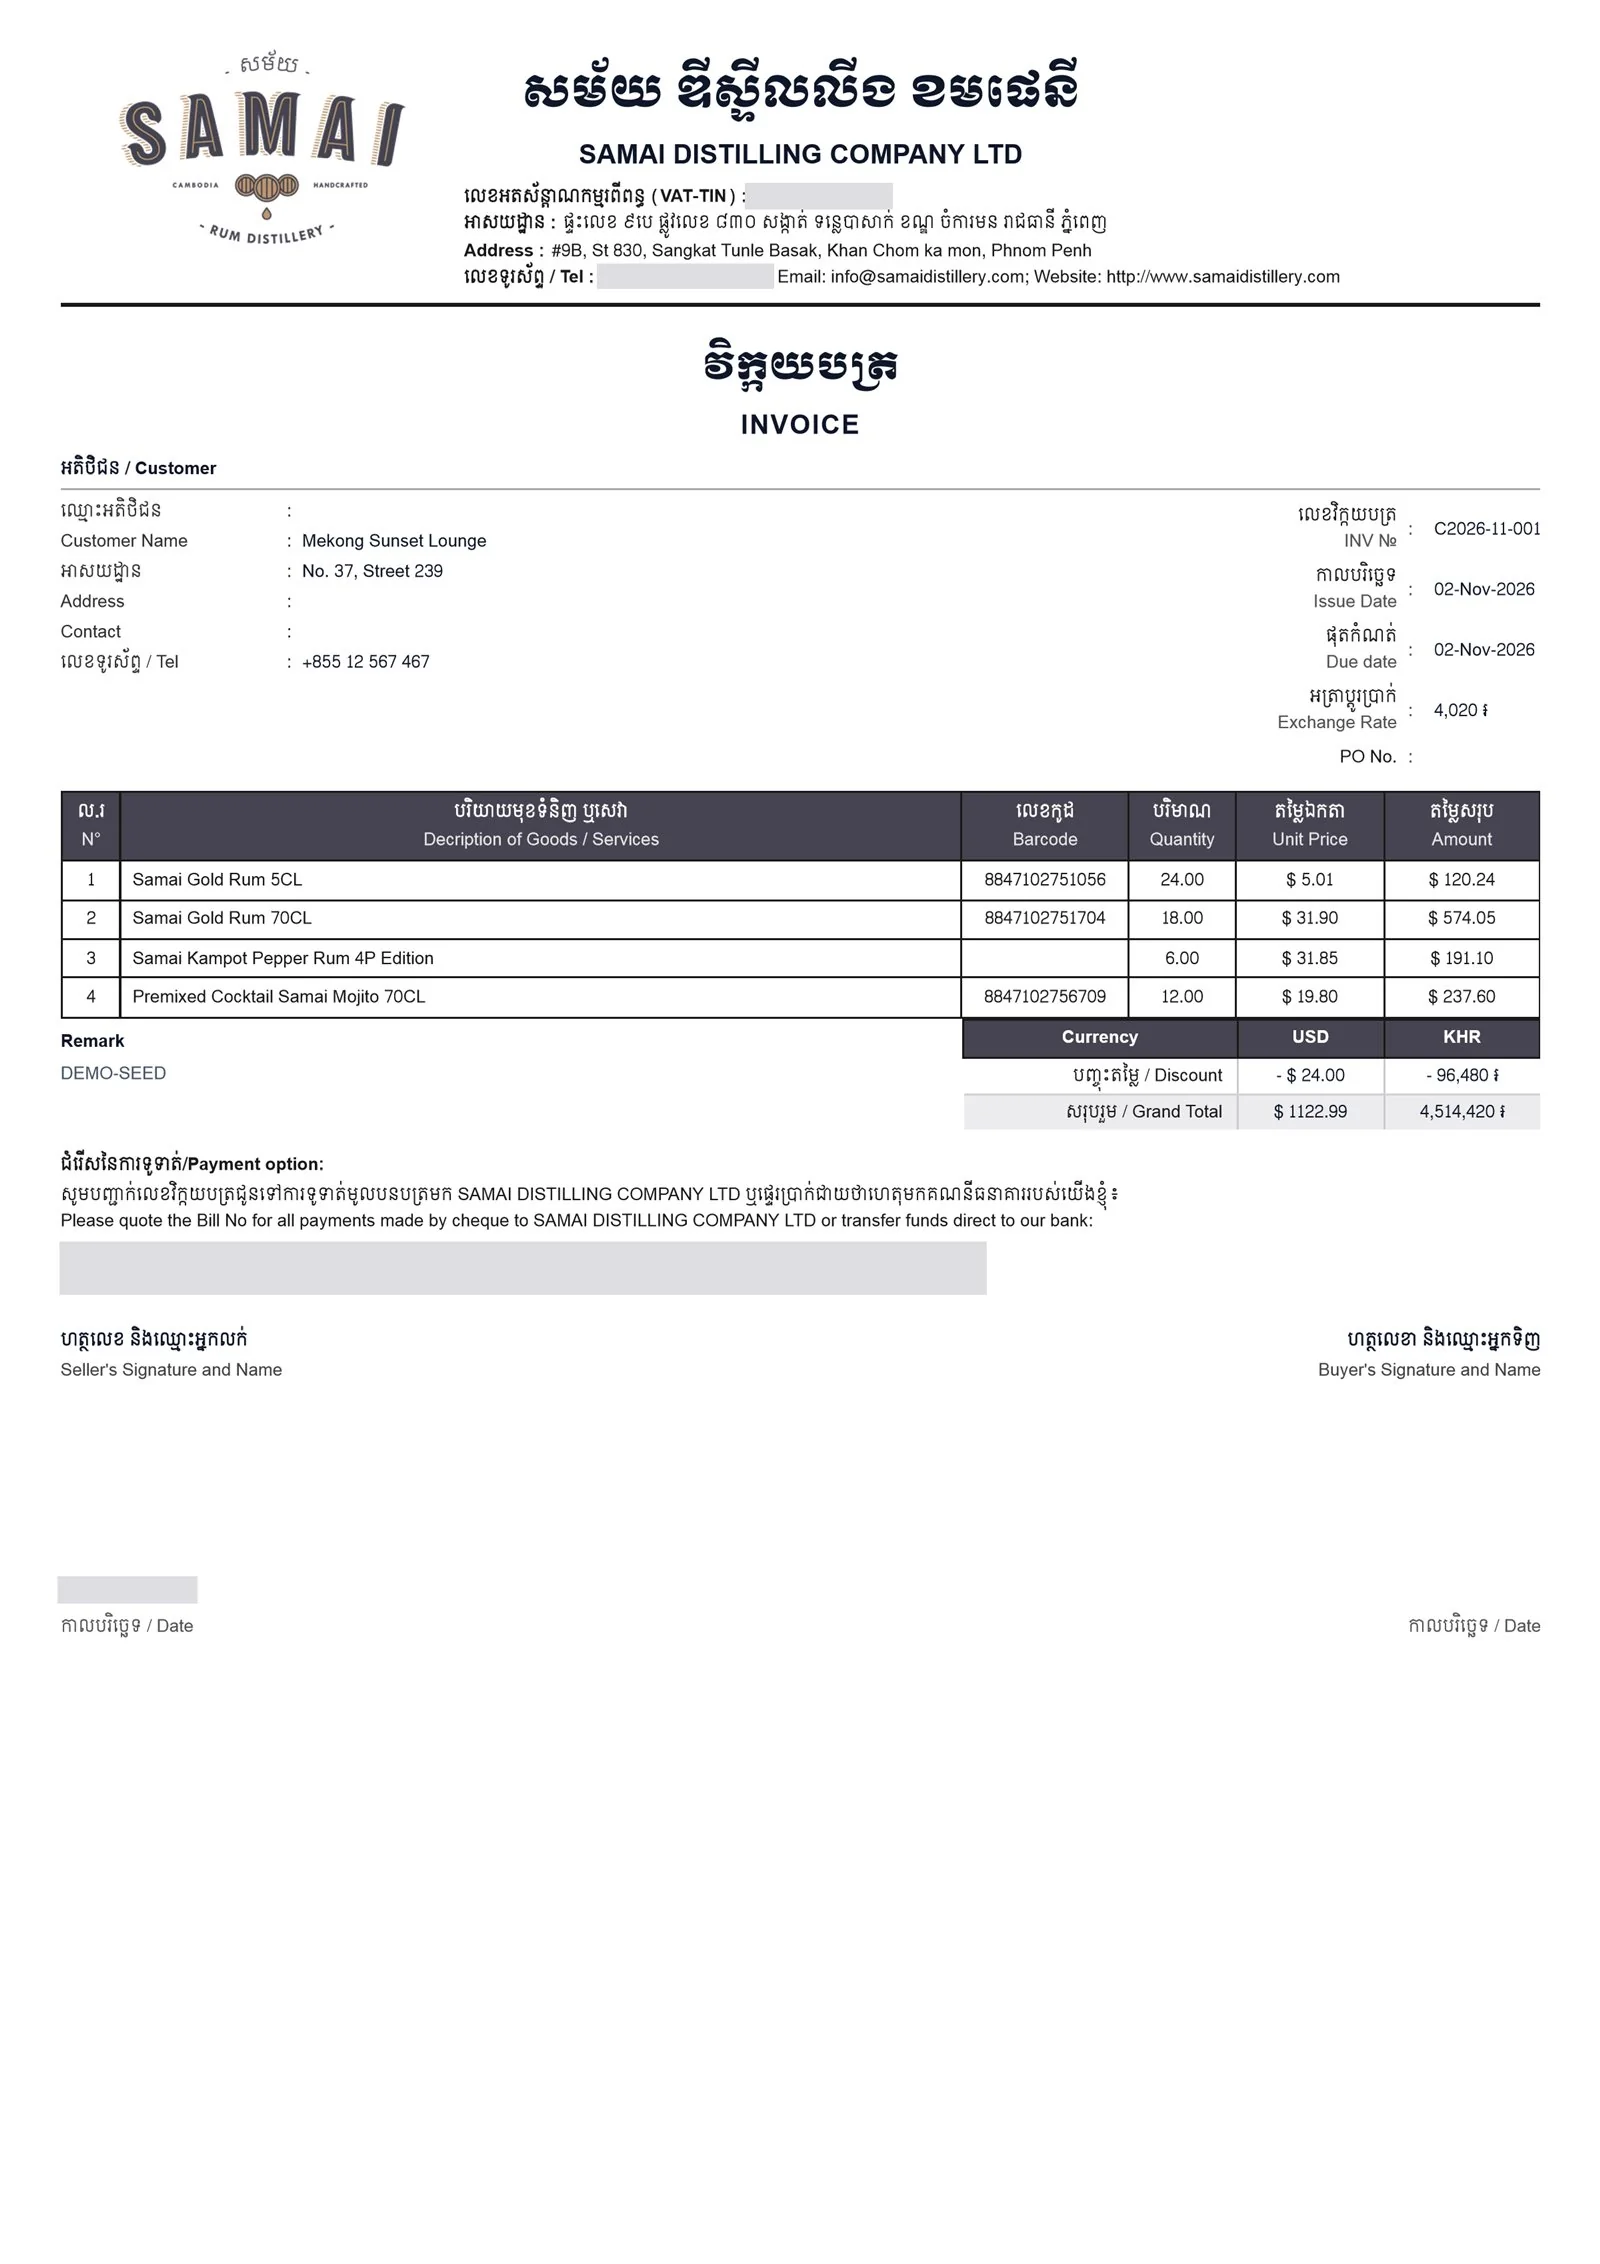 - សម័យ -
SAMAI
CAMBODIA HANDCRAFTED
- RUM DISTILLERY -
សម័យ ឌីស្ទីលលីង ខមផេនី
SAMAI DISTILLING COMPANY LTD
លេខអតសញ្ញាណកម្មរពីពន្ធ (VAT-TIN) :
អាសយដ្ឋាន : ផ្ទះលេខ ៩បេ ផ្លូវលេខ ៨៣០ សង្កាត់ ទន្លេបាសាក់ ខណ្ឌ ចំការមន រាជធានី ភ្នំពេញ
Address : #9B, St 830, Sangkat Tunle Basak, Khan Chom ka mon, Phnom Penh
លេខទូរស័ព្ទ / Tel : Email: info@samaidistillery.com; Website: http://www.samaidistillery.com
វិក្កយបត្រ
INVOICE
អតិថិជន / Customer
ឈ្មោះអតិថិជន :
Customer Name : Mekong Sunset Lounge
អាសយដ្ឋាន : No. 37, Street 239
Address :
Contact :
លេខទូរស័ព្ទ / Tel : +855 12 567 467
លេខវិក្កយបត្រ
INV № : C2026-11-001
កាលបរិច្ឆេទ
Issue Date : 02-Nov-2026
ផុតកំណត់
Due date : 02-Nov-2026
អត្រាប្តូរប្រាក់
Exchange Rate : 4,020 ៛
PO No. :
ល.រ បរិយាយមុខទំនិញ ឬសេវា លេខកូដ បរិមាណ តម្លៃឯកតា តម្លៃសរុប
N° Decription of Goods / Services Barcode Quantity Unit Price Amount
1 Samai Gold Rum 5CL 8847102751056 24.00 $ 5.01 $ 120.24
2 Samai Gold Rum 70CL 8847102751704 18.00 $ 31.90 $ 574.05
3 Samai Kampot Pepper Rum 4P Edition 6.00 $ 31.85 $ 191.10
4 Premixed Cocktail Samai Mojito 70CL 8847102756709 12.00 $ 19.80 $ 237.60
Remark
DEMO-SEED
Currency USD KHR
បញ្ចុះតម្លៃ / Discount - $ 24.00 - 96,480 ៛
សរុបរួម / Grand Total $ 1122.99 4,514,420 ៛
ជំរើសនៃការទូទាត់/Payment option:
សូមបញ្ជាក់លេខវិក្កយបត្រជូនទៅការទូទាត់មូលបនបត្រមក SAMAI DISTILLING COMPANY LTD ឬផ្ទេរប្រាក់ជាយថាហេតុមកគណនីធនាគាររបស់យើងខ្ញុំ៖
Please quote the Bill No for all payments made by cheque to SAMAI DISTILLING COMPANY LTD or transfer funds direct to our bank:
ហត្ថលេខ និងឈ្មោះអ្នកលក់
Seller's Signature and Name
ហត្ថលេខា និងឈ្មោះអ្នកទិញ
Buyer's Signature and Name
កាលបរិច្ឆេទ / Date
កាលបរិច្ឆេទ / Date